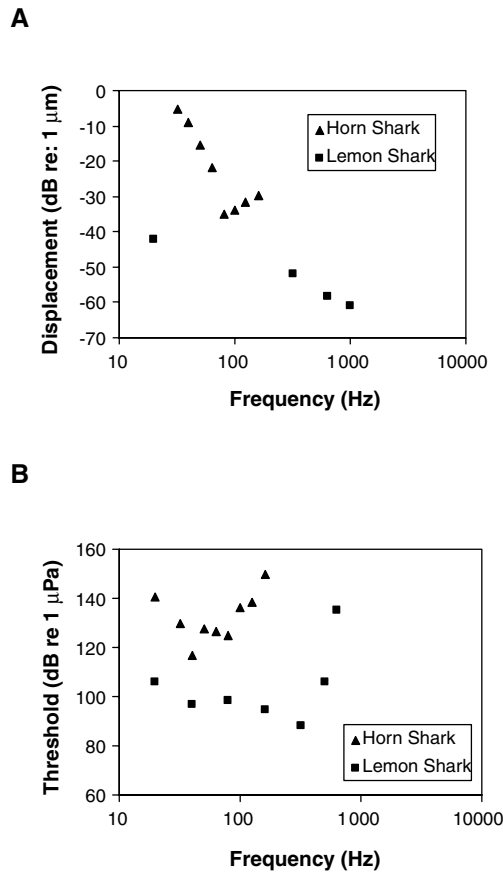 A
Displacement (dB re: 1 μm)
0
-10
-20
-30
-40
-50
-60
-70
Horn Shark
Lemon Shark
10
100
1000
10000
Frequency (Hz)
B
Threshold (dB re 1 μPa)
160
140
120
100
80
60
Horn Shark
Lemon Shark
10
100
1 000
10000
Frequency (Hz)